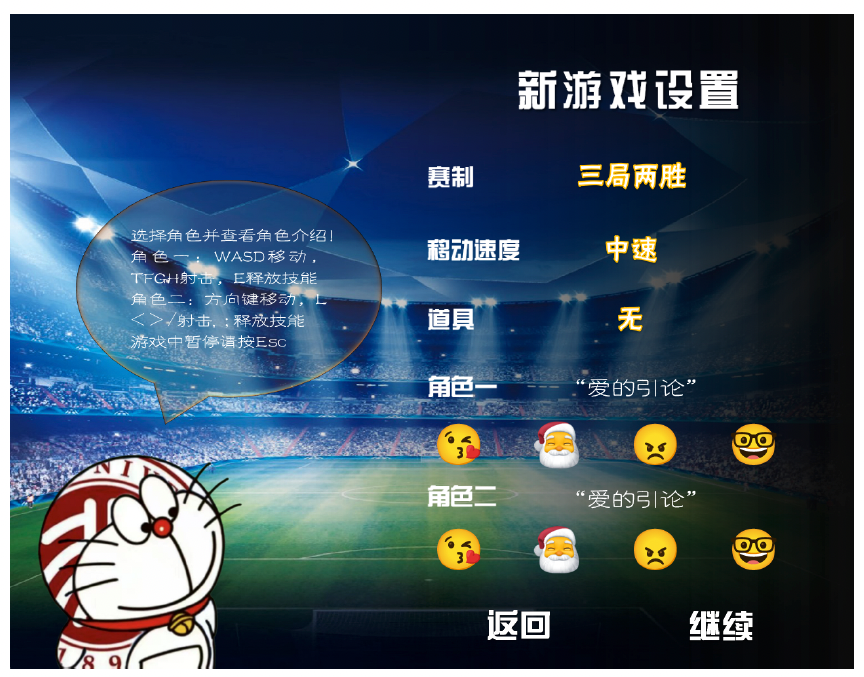 新游戏设置
赛制 三局两胜
移动速度 中速
道具 无
选择角色并查看角色介绍!
角色一：WASD移动，
TFGH射击，E释放技能
角色二：方向键移动，L
<>/射击，;释放技能
游戏中暂停请按Esc
角色一 “爱的引论”
角色二 “爱的引论”
返回 继续
NIV
789